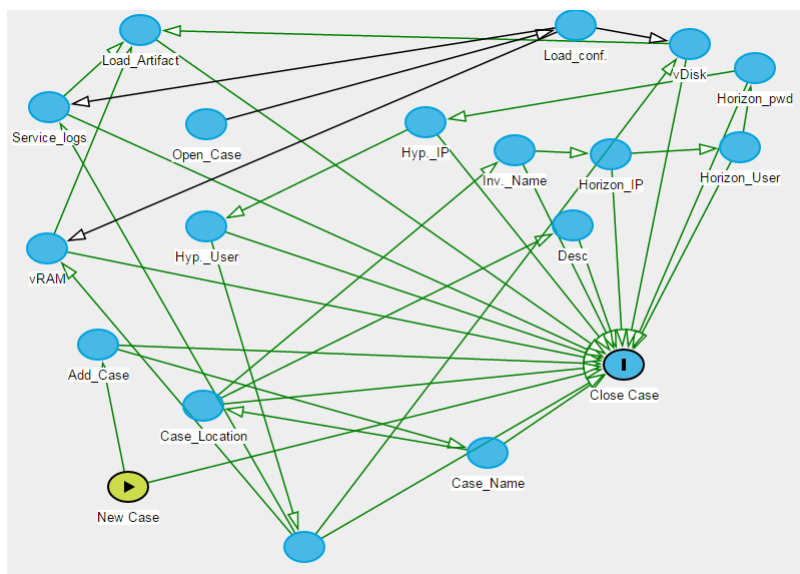 Load_Artifact
Load_conf.
vDisk
Horizon_pwd
Service_logs
Open_Case
Hyp._IP
Inv._Name
Horizon_IP
Horizon_User
Hyp._User
Desc
vRAM
Add_Case
Close Case
Case_Location
Case_Name
New Case